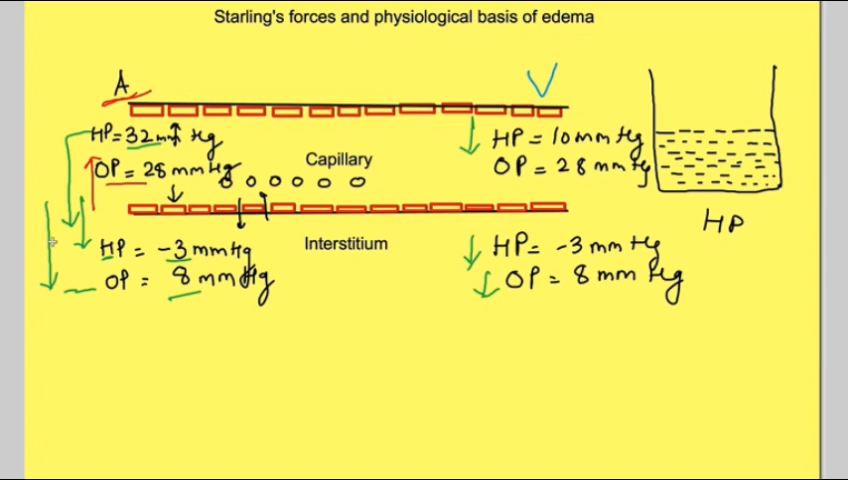 Starling's forces and physiological basis of edema
A
V
HP = 32 mm Hg
OP = 28 mm Hg
Capillary
HP = 10 mm Hg
OP = 28 mm Hg
HP
HP = -3 mm Hg
OP = 8 mm Hg
Interstitium
HP = -3 mm Hg
OP = 8 mm Hg